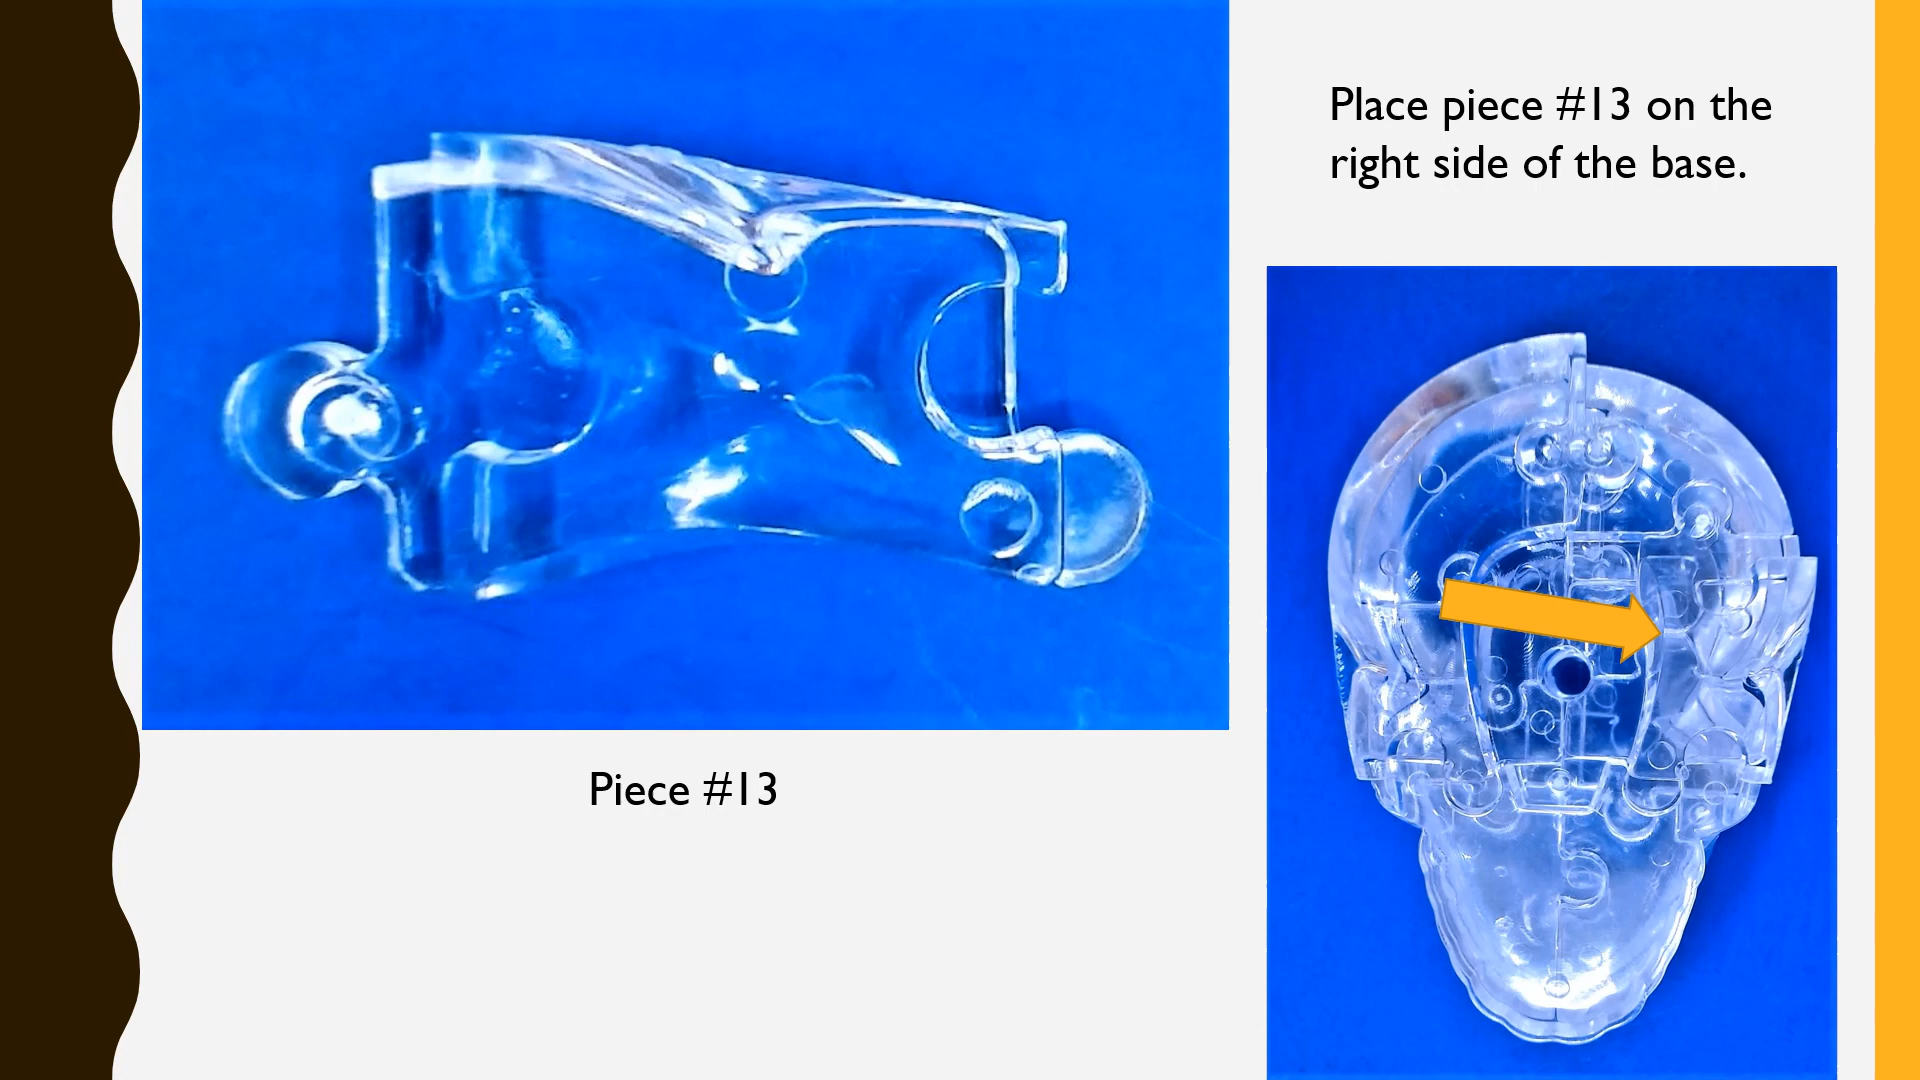 Place piece #13 on the
right side of the base.
Piece #13